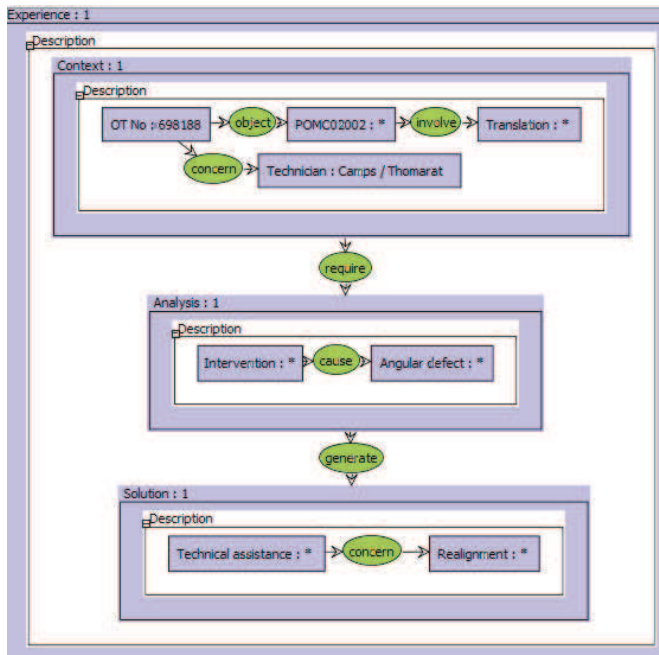 Experience : 1
Description
Context : 1
Description
OT No : 698188 object POMC02002 : * involve Translation : *
concern Technician : Camps / Thomarat
require
Analysis : 1
Description
Intervention : * cause Angular defect : *
generate
Solution : 1
Description
Technical assistance : * concern Realignment : *